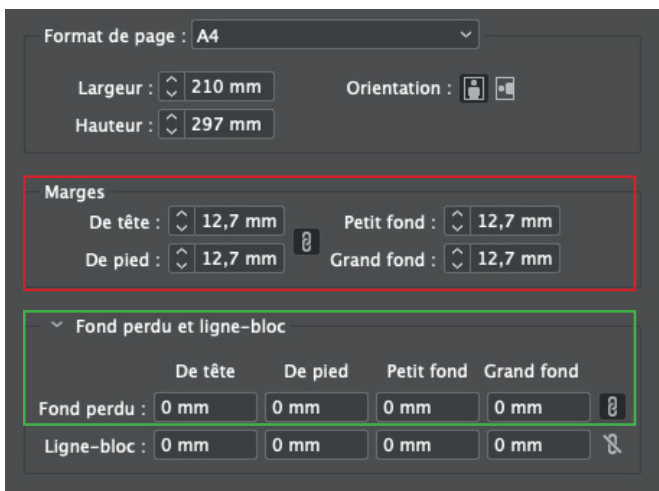 Format de page : A4
Largeur : 210 mm Orientation :
Hauteur : 297 mm
Marges
De tête : 12,7 mm Petit fond : 12,7 mm
De pied : 12,7 mm Grand fond : 12,7 mm
Fond perdu et ligne-bloc
De tête De pied Petit fond Grand fond
Fond perdu : 0 mm 0 mm 0 mm 0 mm
Ligne-bloc : 0 mm 0 mm 0 mm 0 mm